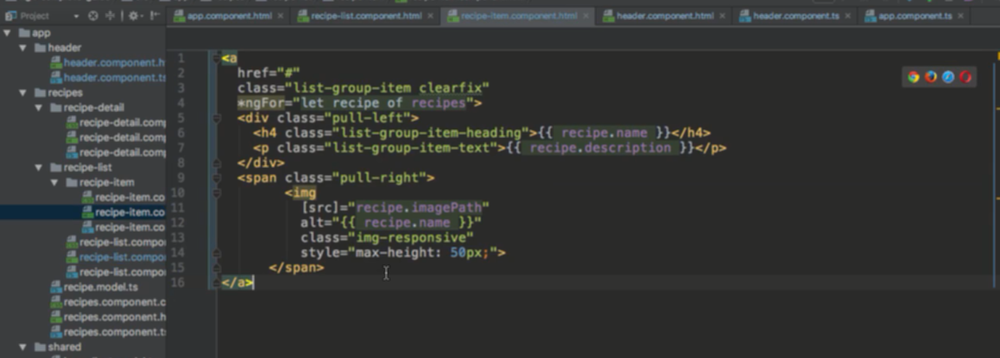 Project
app.component.html
recipe-list.component.html
recipe-item.component.html
header.component.html
header.component.ts
app.component.ts
app
header
header.component.h
header.component.ts
recipes
recipe-detail
recipe-detail.comp
recipe-detail.comp
recipe-detail.comp
recipe-list
recipe-item
recipe-item.co
recipe-item.co
recipe-item.co
recipe-list.compo
recipe-list.compo
recipe-list.compo
recipe.model.ts
recipes.component.c
recipes.component.h
recipes.component.ts
shared
1 <a
2 href="#"
3 class="list-group-item clearfix"
4 *ngFor="let recipe of recipes">
5 <div class="pull-left">
6 <h4 class="list-group-item-heading">{{ recipe.name }}</h4>
7 <p class="list-group-item-text">{{ recipe.description }}</p>
8 </div>
9 <span class="pull-right">
10 <img
11 [src]="recipe.imagePath"
12 alt="{{ recipe.name }}"
13 class="img-responsive"
14 style="max-height: 50px;">
15 </span>
16 </a>